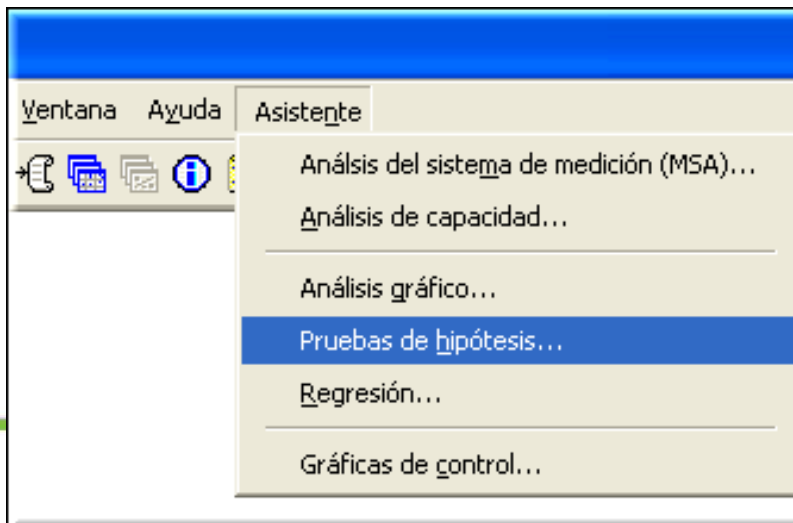 Ventana Ayuda Asistente
Análsis del sistema de medición (MSA)...
Análisis de capacidad...
Análisis gráfico...
Pruebas de hipótesis...
Regresión...
Gráficas de control...